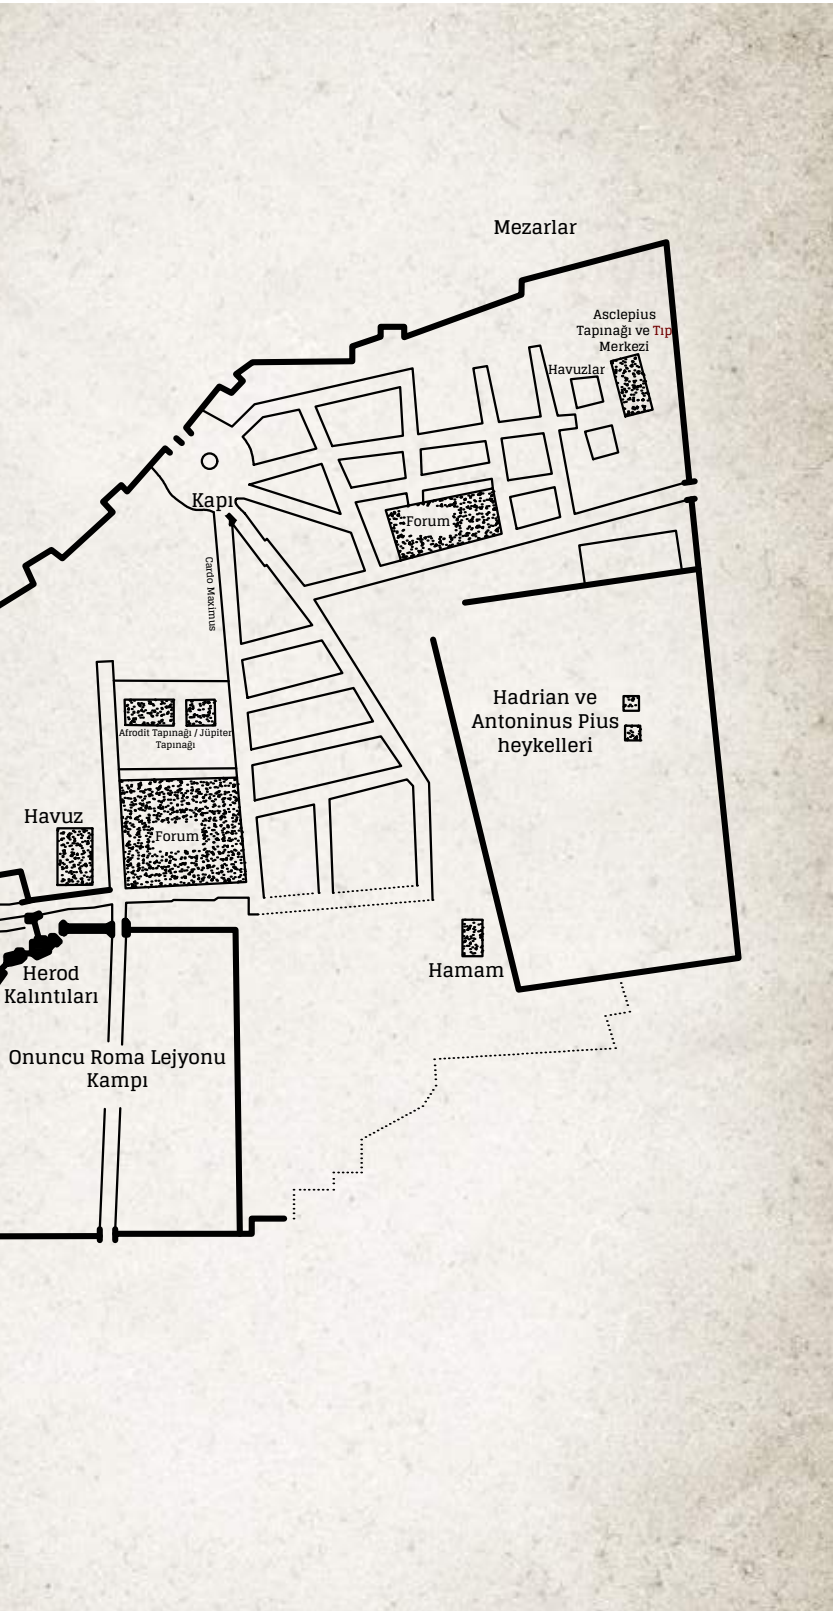 Mezarlar
Asclepius
Tapınağı ve Tıp
Merkezi
Havuzlar
Kapı
Forum
Cardo Maximus
Hadrian ve
Antoninus Pius
heykelleri
Afrodit Tapınağı / Jüpiter
Tapınağı
Havuz
Forum
Hamam
Herod
Kalıntıları
Onuncu Roma Lejyonu
Kampı